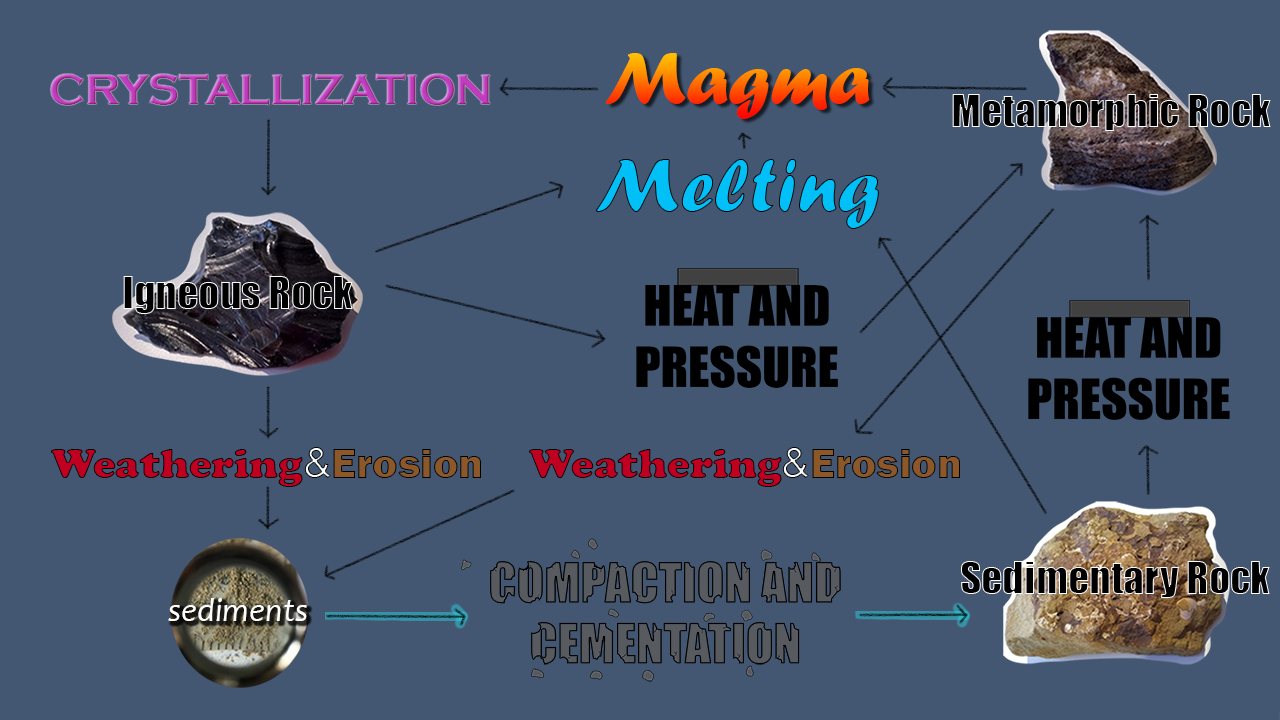 CRYSTALLIZATION
Magma
Metamorphic Rock
Melting
Igneous Rock
HEAT AND
PRESSURE
HEAT AND
PRESSURE
Weathering&Erosion
Weathering&Erosion
sediments
COMPACTION AND
CEMENTATION
Sedimentary Rock